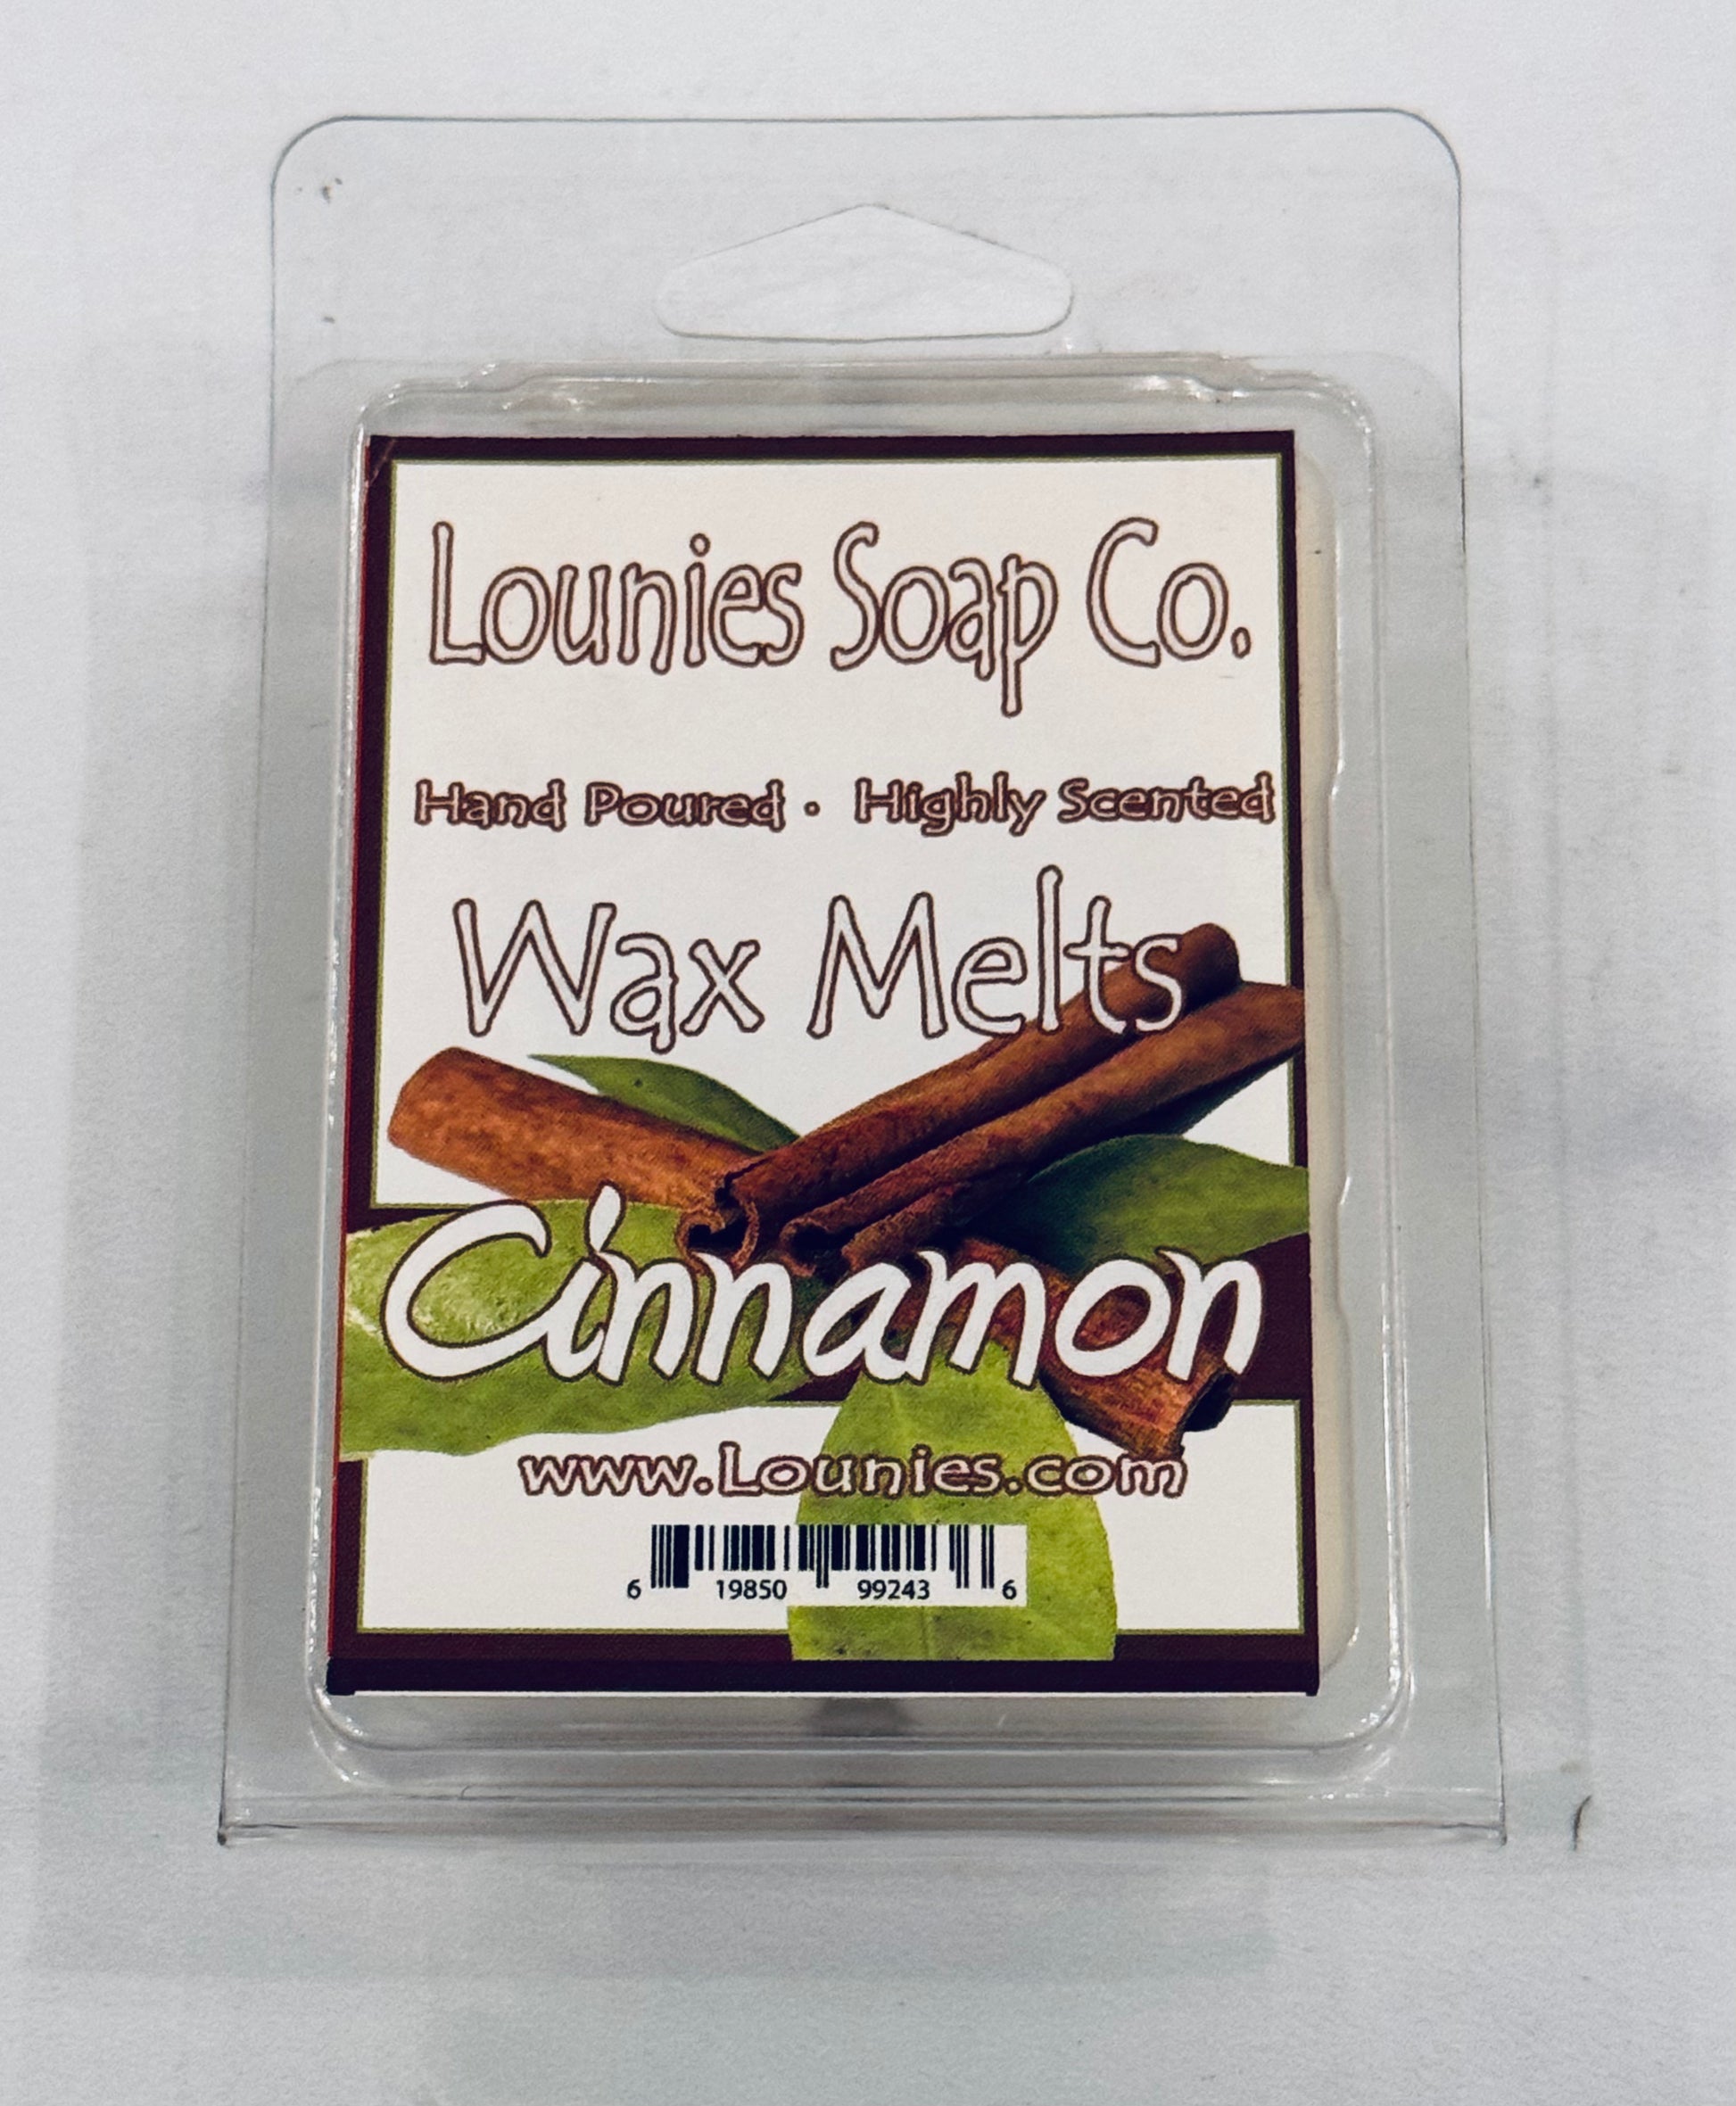 Lounies Soap Co.
Hand Poured · Highly Scented
Wax Melts
Cinnamon
www.Lounies.com
6 19850 99243 6